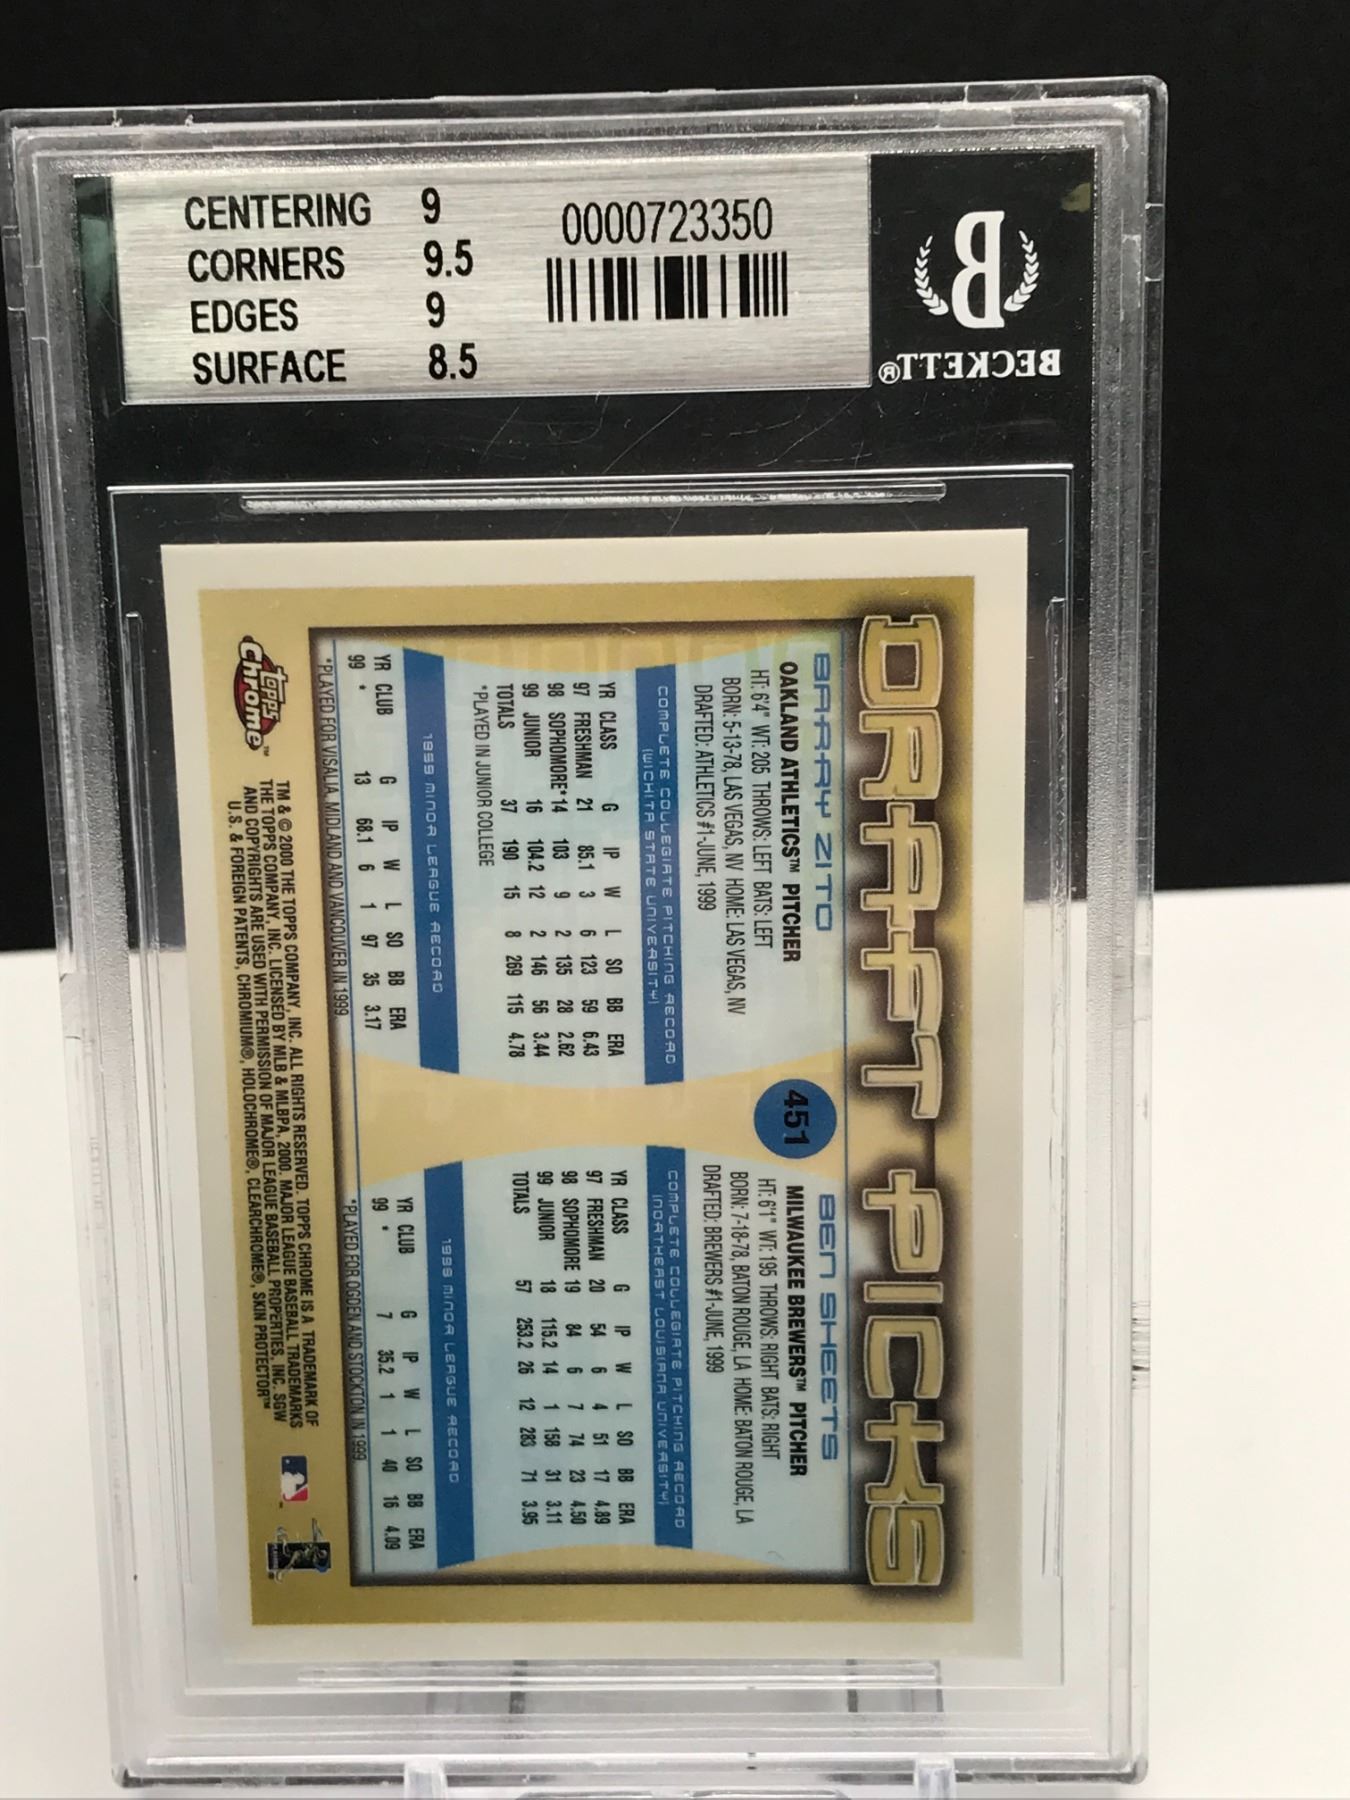 CENTERING 9
CORNERS 9.5
EDGES 9
SURFACE 8.5
0000723350
B
BECKETT®
DRAFT PICKS
451
BARRY ZITO
OAKLAND ATHLETICS™ PITCHER
HT: 6'4" WT: 205 THROWS: LEFT BATS: LEFT
BORN: 5-13-78, LAS VEGAS, NV HOME: LAS VEGAS, NV
DRAFTED: ATHLETICS #1-JUNE, 1999
COMPLETE COLLEGIATE PITCHING RECORD
(WICHITA STATE UNIVERSITY)
YR CLASS G IP W L SO BB ERA
97 FRESHMAN 21 85.1 3 6 123 59 6.43
98 SOPHOMORE* 14 103 9 2 135 28 2.62
99 JUNIOR 16 104.2 12 2 146 56 3.44
TOTALS 37 190 15 8 269 115 4.78
*PLAYED IN JUNIOR COLLEGE
1999 MINOR LEAGUE RECORD
YR CLUB G IP W L SO BB ERA
99 * 13 68.1 6 1 97 35 3.17
*PLAYED FOR VISALIA, MIDLAND AND VANCOUVER IN 1999
BEN SHEETS
MILWAUKEE BREWERS™ PITCHER
HT: 6'1" WT: 195 THROWS: RIGHT BATS: RIGHT
BORN: 7-18-78, BATON ROUGE, LA HOME: BATON ROUGE, LA
DRAFTED: BREWERS #1-JUNE, 1999
COMPLETE COLLEGIATE PITCHING RECORD
(NORTHEAST LOUISIANA UNIVERSITY)
YR CLASS G IP W L SO BB ERA
97 FRESHMAN 20 54 6 4 51 17 4.89
98 SOPHOMORE 19 84 6 7 74 23 4.50
99 JUNIOR 18 115.2 14 1 158 31 3.11
TOTALS 57 253.2 26 12 283 71 3.95
1999 MINOR LEAGUE RECORD
YR CLUB G IP W L SO BB ERA
99 * 7 35.2 1 1 40 16 4.09
*PLAYED FOR OGDEN AND STOCKTON IN 1999
Topps Chrome™
TM & © 2000 THE TOPPS COMPANY, INC. ALL RIGHTS RESERVED. TOPPS CHROME IS A TRADEMARK OF
THE TOPPS COMPANY, INC. LICENSED BY MLB & MLBPA, 2000. MAJOR LEAGUE BASEBALL TRADEMARKS
AND COPYRIGHTS ARE USED WITH PERMISSION OF MAJOR LEAGUE BASEBALL PROPERTIES, INC. SGW
U.S. & FOREIGN PATENTS, CHROMIUM®, HOLOCHROME®, CLEARCHROME®, SKIN PROTECTOR™